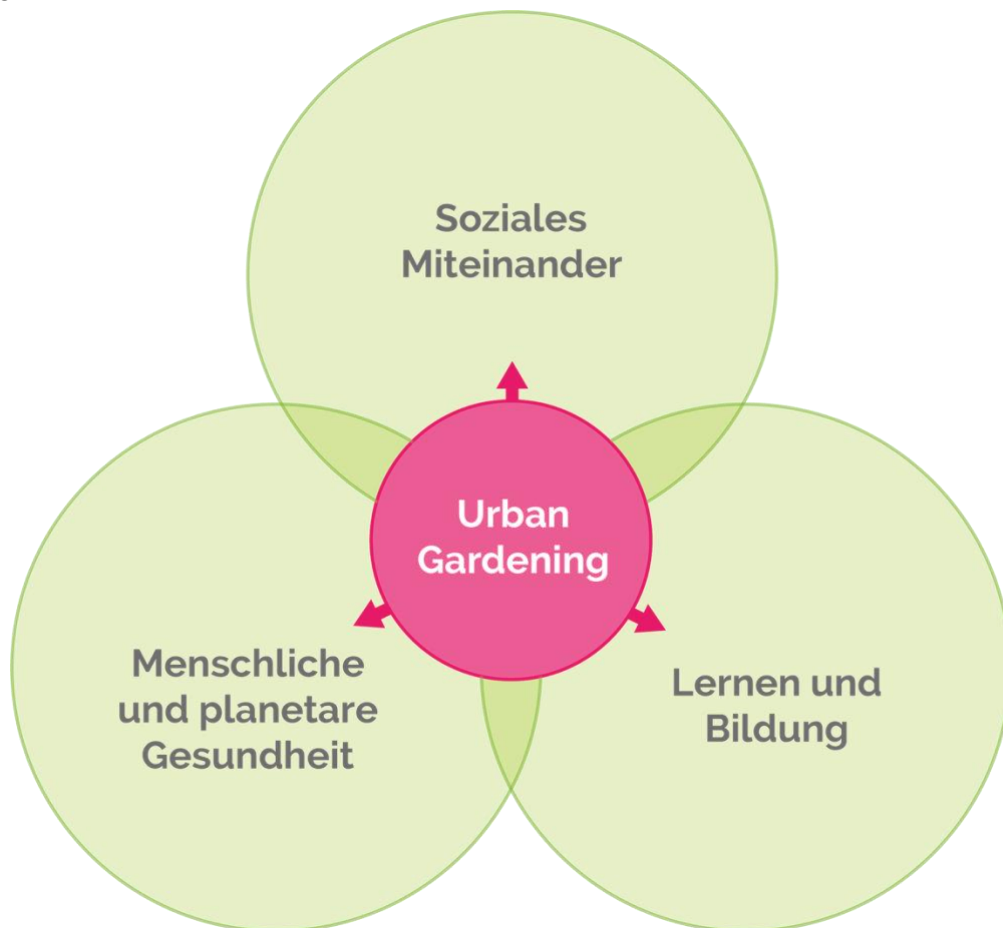 Soziales
Miteinander
Urban
Gardening
Menschliche
und planetare
Gesundheit
Lernen und
Bildung